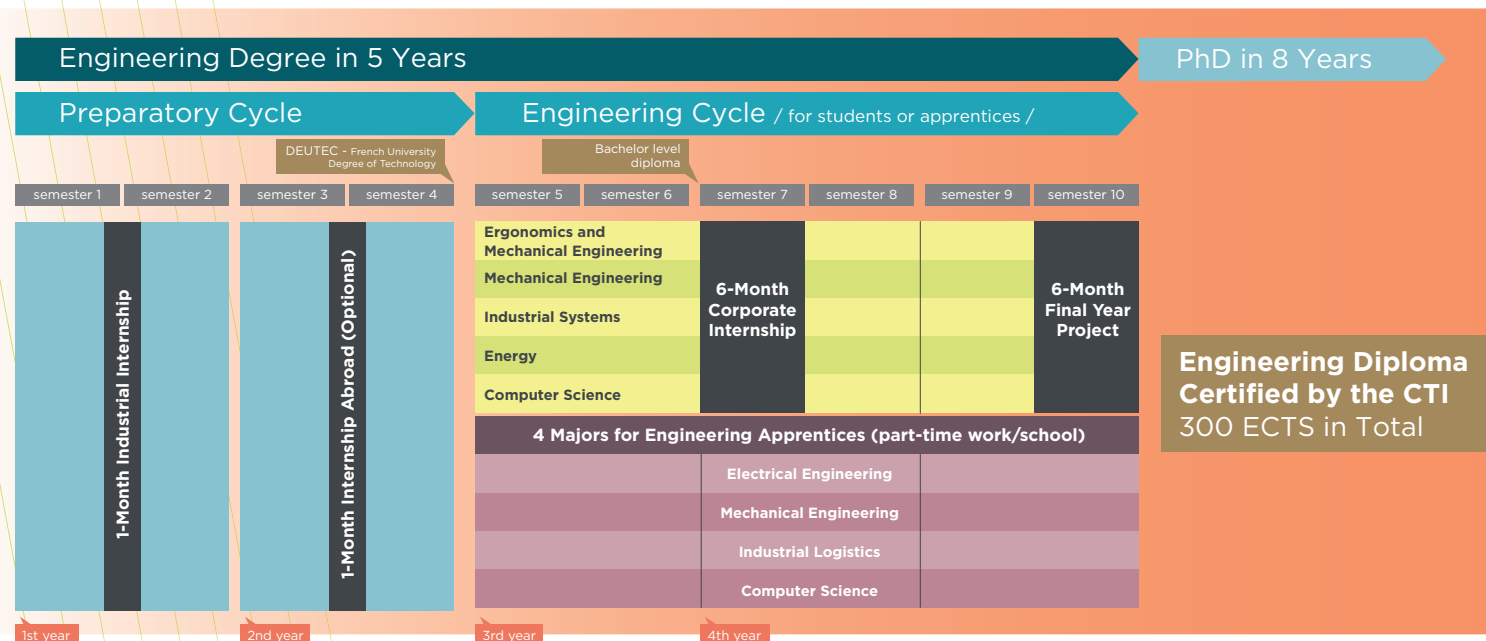 Engineering Degree in 5 Years
PhD in 8 Years
Preparatory Cycle
Engineering Cycle / for students or apprentices /
DEUTEC - French University
Degree of Technology
Bachelor level
diploma
semester 1
semester 2
semester 3
semester 4
semester 5
semester 6
semester 7
semester 8
semester 9
semester 10
1-Month Industrial Internship
1-Month Internship Abroad (Optional)
Ergonomics and
Mechanical Engineering
Mechanical Engineering
Industrial Systems
Energy
Computer Science
6-Month
Corporate
Internship
6-Month
Final Year
Project
4 Majors for Engineering Apprentices (part-time work/school)
Electrical Engineering
Mechanical Engineering
Industrial Logistics
Computer Science
Engineering Diploma
Certified by the CTI
300 ECTS in Total
1st year
2nd year
3rd year
4th year